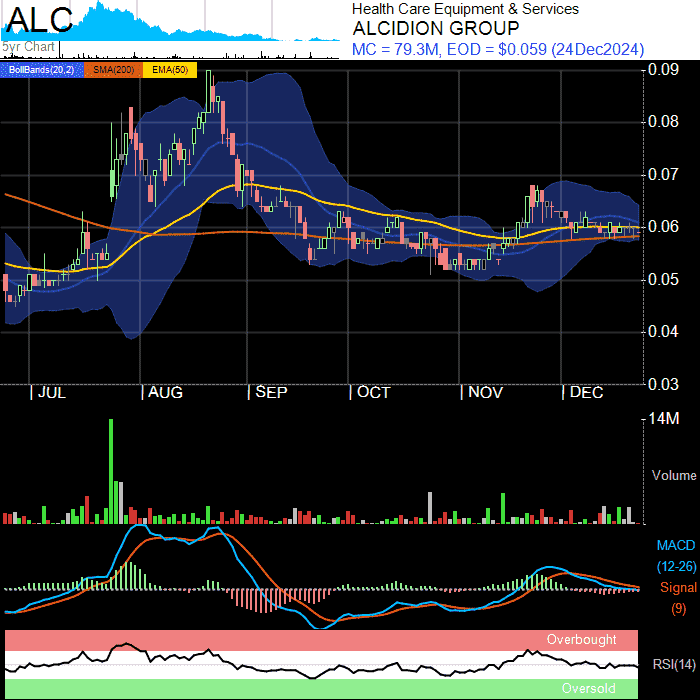 ALC
5yr Chart
Health Care Equipment & Services
ALCIDION GROUP
MC = 79.3M, EOD = $0.059 (24Dec2024)
BollBands(20,2) SMA(200) EMA(50)
0.09
0.08
0.07
0.06
0.05
0.04
0.03
| JUL | AUG | SEP | OCT | NOV | DEC
14M
Volume
MACD
(12-26)
Signal
(9)
Overbought
RSI(14)
Oversold